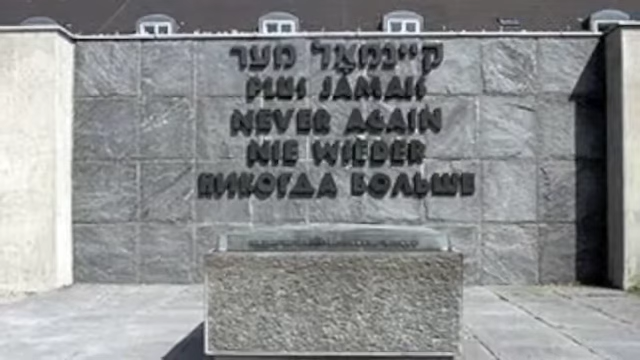 קיינמאל מער
PLUS JAMAIS
NEVER AGAIN
NIE WIEDER
НИКОГДА БОЛЬШЕ